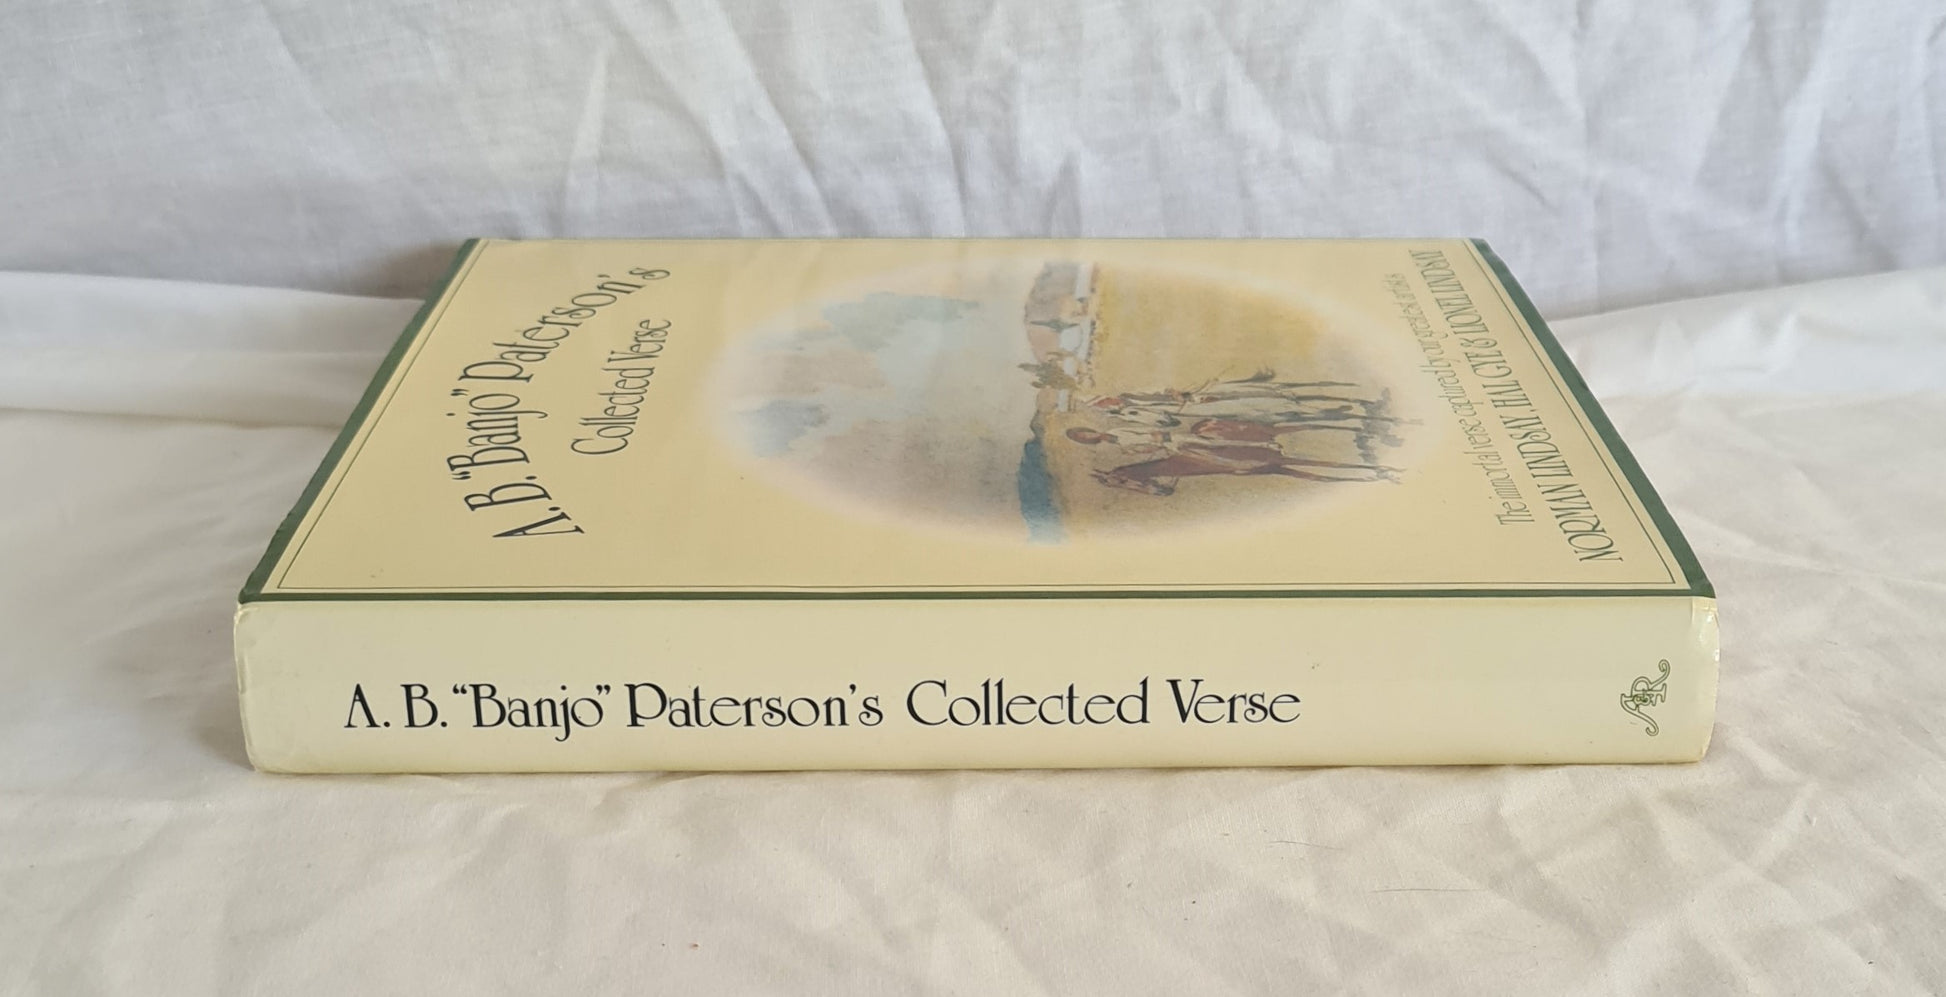 A.B. “Banjo” Paterson's
Collected Verse
The immortal verse captured by our greatest artists
NORMAN LINDSAY, HAL GYE & LIONEL LINDSAY
A. B. “Banjo” Paterson's Collected Verse
A&R